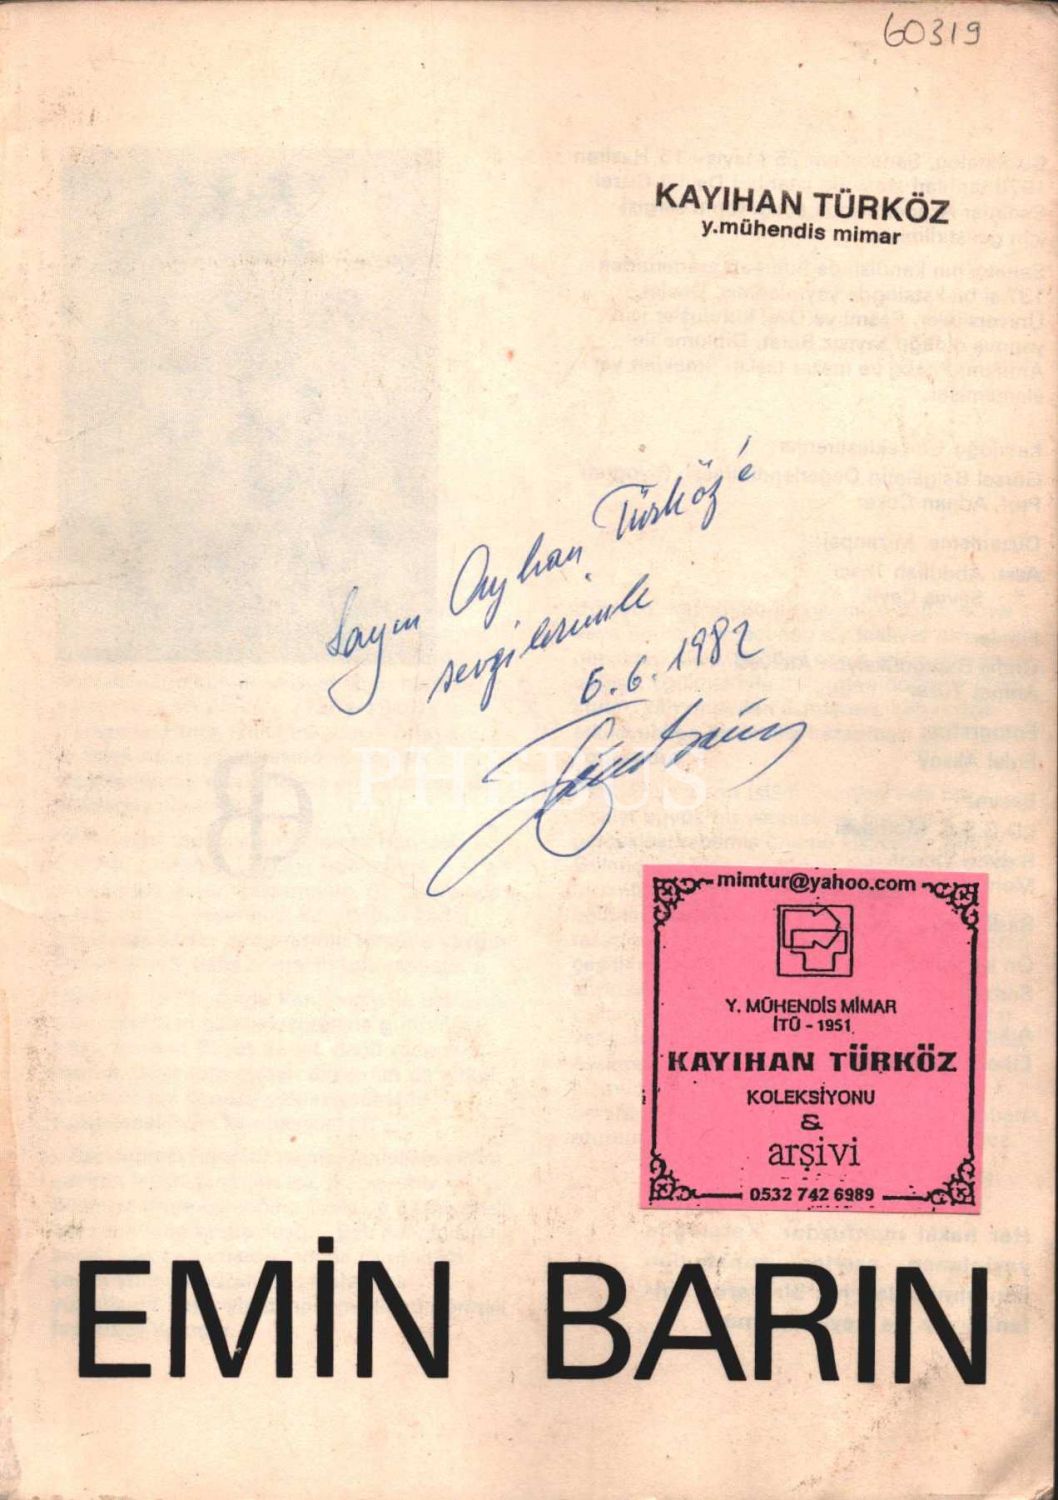 60319
KAYIHAN TÜRKÖZ
y.mühendis mimar
Sayın Ayhan Türköz'e
sevgilerimle
6.6.1982
PHEBUS
mimtur@yahoo.com
Y. MÜHENDİS MİMAR
İTÜ - 1951
KAYIHAN TÜRKÖZ
KOLEKSİYONU
&
arşivi
0532 742 6989
EMİN BARIN